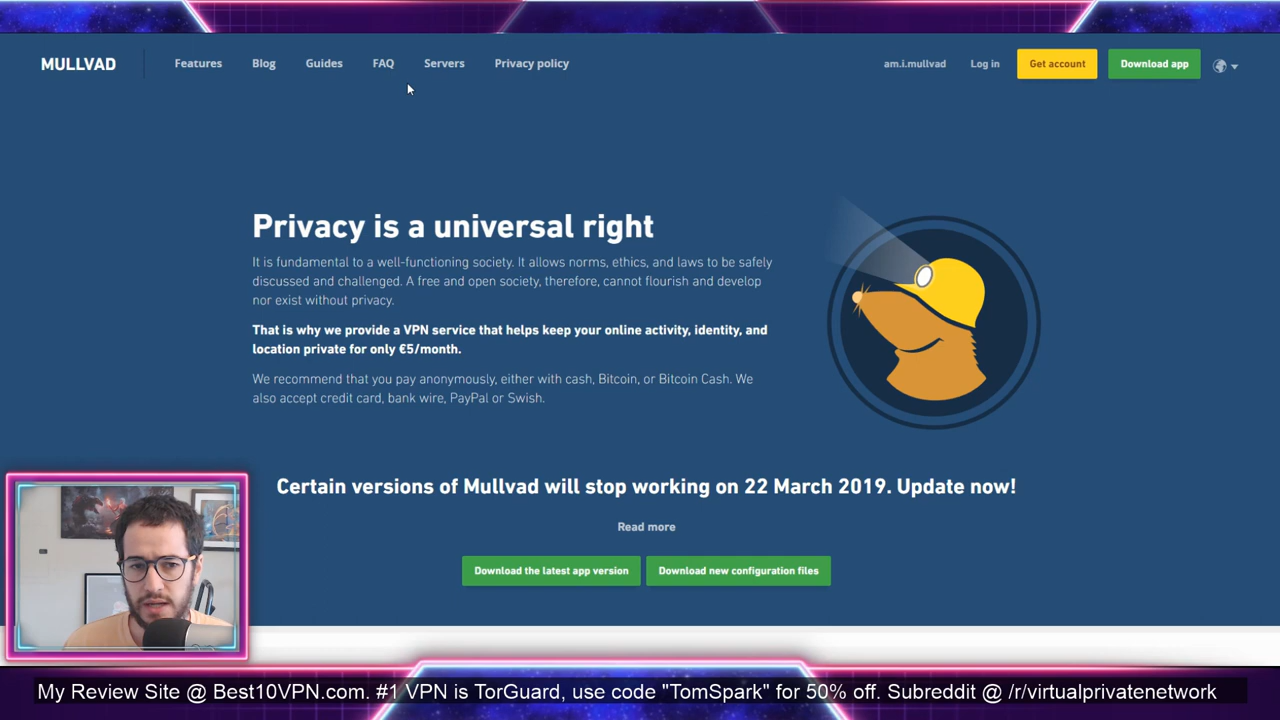 MULLVAD
Features
Blog
Guides
FAQ
Servers
Privacy policy
am.i.mullvad
Log in
Get account
Download app
Privacy is a universal right
It is fundamental to a well-functioning society. It allows norms, ethics, and laws to be safely
discussed and challenged. A free and open society, therefore, cannot flourish and develop
nor exist without privacy.
That is why we provide a VPN service that helps keep your online activity, identity, and
location private for only €5/month.
We recommend that you pay anonymously, either with cash, Bitcoin, or Bitcoin Cash. We
also accept credit card, bank wire, PayPal or Swish.
Certain versions of Mullvad will stop working on 22 March 2019. Update now!
Read more
Download the latest app version
Download new configuration files
My Review Site @ Best10VPN.com. #1 VPN is TorGuard, use code "TomSpark" for 50% off. Subreddit @ /r/virtualprivatenetwork